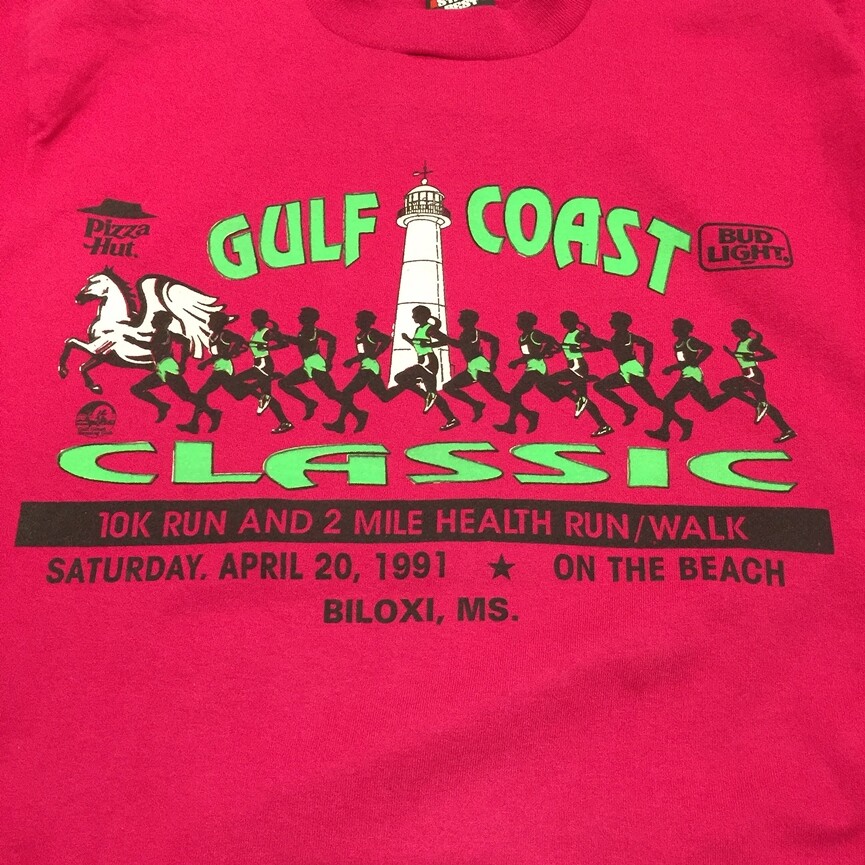 BEST
GULF COAST
Pizza
Hut.
BUD
LIGHT.
CLASSIC
10K RUN AND 2 MILE HEALTH RUN/WALK
SATURDAY, APRIL 20, 1991 ★ ON THE BEACH
BILOXI, MS.